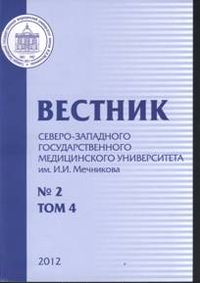 ВЕСТНИК
СЕВЕРО-ЗАПАДНОГО
ГОСУДАРСТВЕННОГО
МЕДИЦИНСКОГО УНИВЕРСИТЕТА
им. И.И. Мечникова
№ 2
ТОМ 4
2012